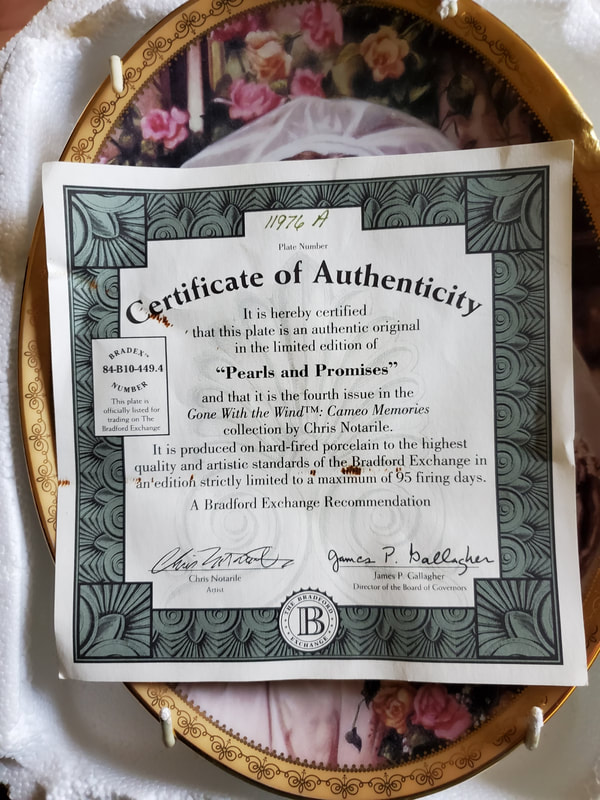 11976 A
Plate Number
Certificate of Authenticity
It is hereby certified
that this plate is an authentic original
in the limited edition of
“Pearls and Promises”
and that it is the fourth issue in the
Gone With the Wind™: Cameo Memories
collection by Chris Notarile.
BRADEX™
84-B10-449.4
NUMBER
This plate is
officially listed for
trading on The
Bradford Exchange
It is produced on hard-fired porcelain to the highest
quality and artistic standards of the Bradford Exchange in
an edition strictly limited to a maximum of 95 firing days.
A Bradford Exchange Recommendation
Chris Notarile
James P. Gallagher
Chris Notarile
Artist
James P. Gallagher
Director of the Board of Governors
THE BRADFORD
B
EXCHANGE